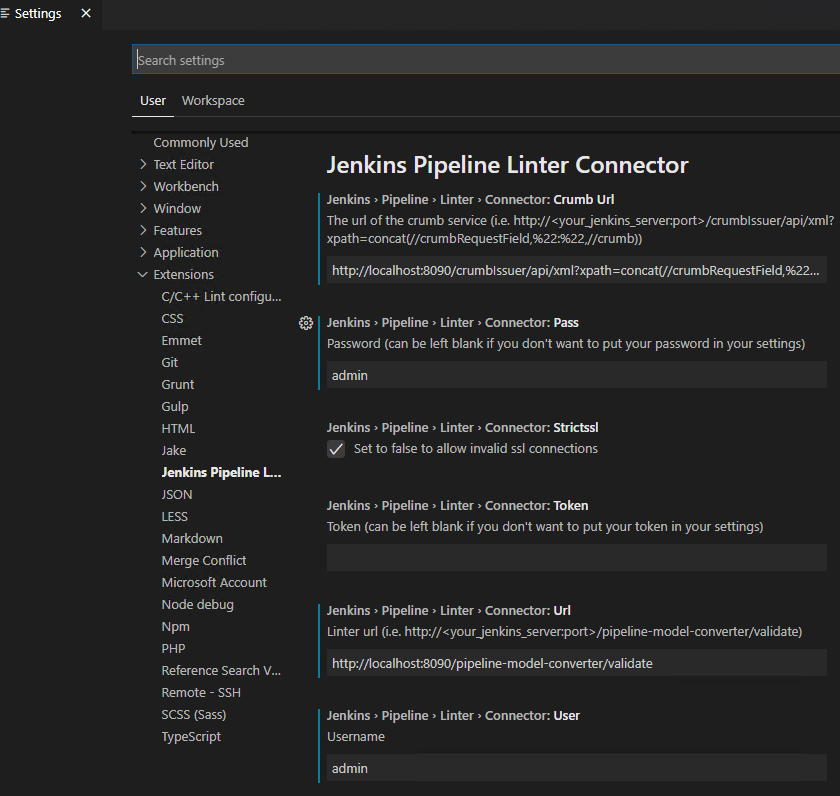 Settings
Search settings
User Workspace
Commonly Used
Text Editor
Workbench
Window
Features
Application
Extensions
C/C++ Lint configu...
CSS
Emmet
Git
Grunt
Gulp
HTML
Jake
Jenkins Pipeline L...
JSON
LESS
Markdown
Merge Conflict
Microsoft Account
Node debug
Npm
PHP
Reference Search V...
Remote - SSH
SCSS (Sass)
TypeScript
Jenkins Pipeline Linter Connector
Jenkins › Pipeline › Linter › Connector: Crumb Url
The url of the crumb service (i.e. http://<your_jenkins_server:port>/crumbIssuer/api/xml?
xpath=concat(//crumbRequestField,%22:%22,//crumb))
http://localhost:8090/crumbIssuer/api/xml?xpath=concat(//crumbRequestField,%22...
Jenkins › Pipeline › Linter › Connector: Pass
Password (can be left blank if you don't want to put your password in your settings)
admin
Jenkins › Pipeline › Linter › Connector: Strictssl
Set to false to allow invalid ssl connections
Jenkins › Pipeline › Linter › Connector: Token
Token (can be left blank if you don't want to put your token in your settings)
Jenkins › Pipeline › Linter › Connector: Url
Linter url (i.e. http://<your_jenkins_server:port>/pipeline-model-converter/validate)
http://localhost:8090/pipeline-model-converter/validate
Jenkins › Pipeline › Linter › Connector: User
Username
admin